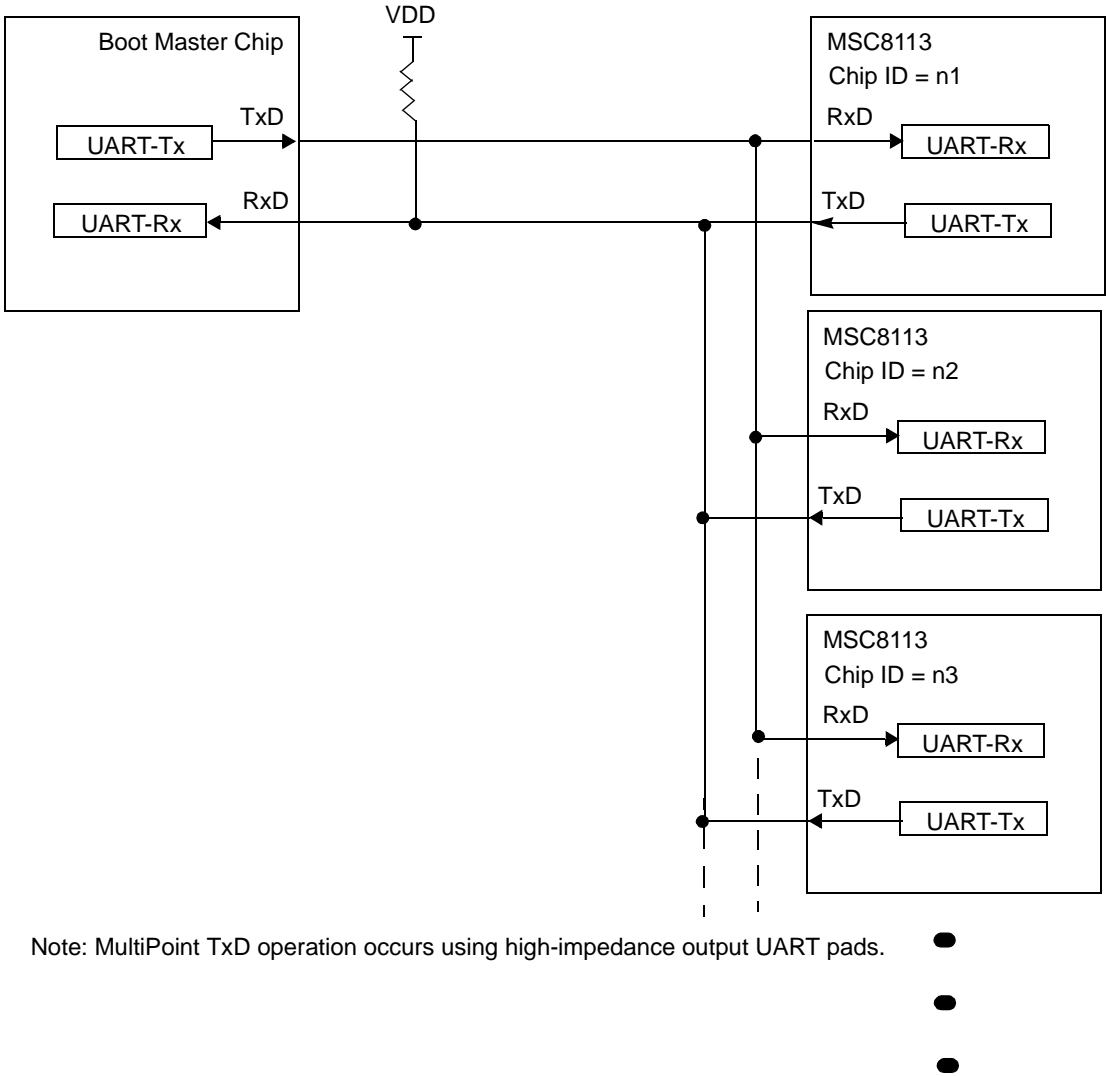 VDD
Boot Master Chip
TxD
UART-Tx
RxD
UART-Rx
MSC8113
Chip ID = n1
RxD
UART-Rx
TxD
UART-Tx
MSC8113
Chip ID = n2
RxD
UART-Rx
TxD
UART-Tx
MSC8113
Chip ID = n3
RxD
UART-Rx
TxD
UART-Tx
Note: MultiPoint TxD operation occurs using high-impedance output UART pads.